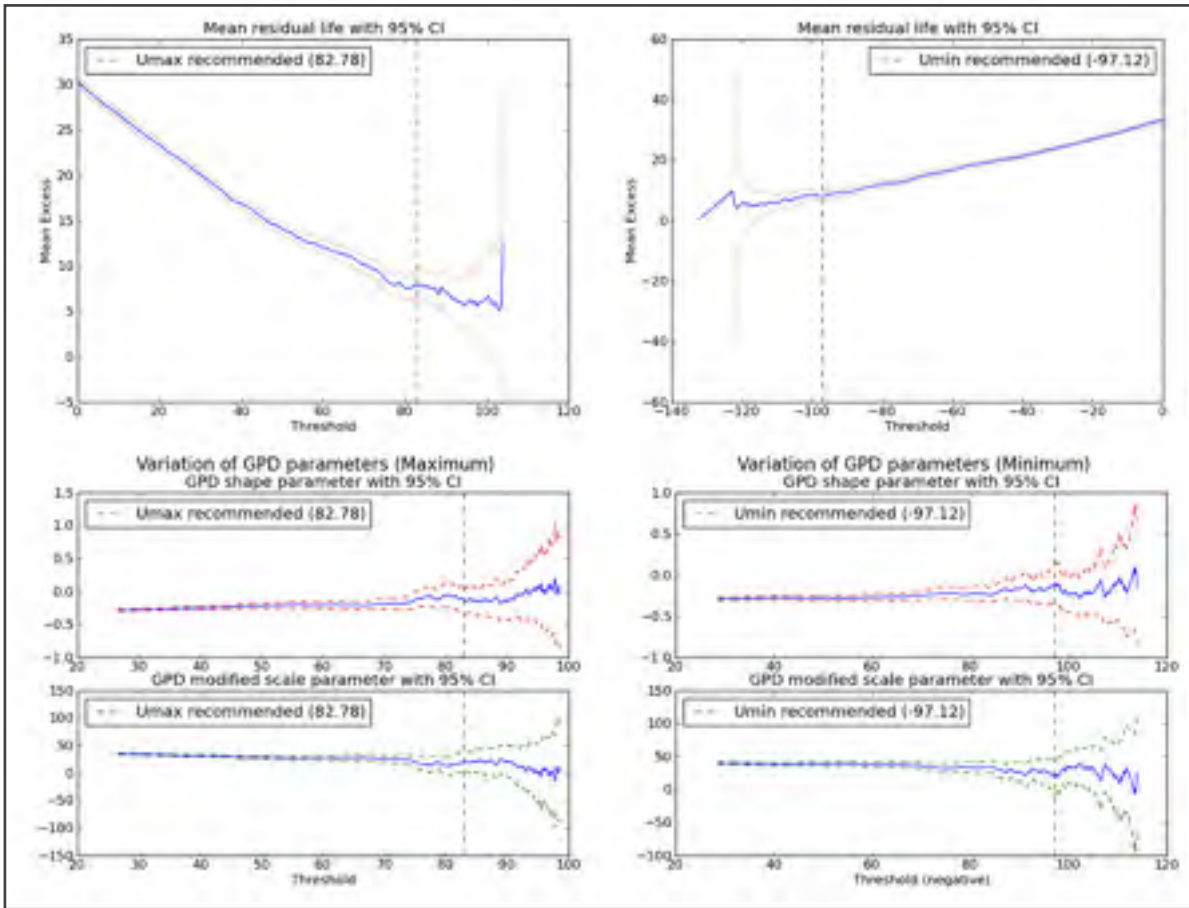 Mean residual life with 95% CI
35
Umax recommended (82.78)
30
25
20
15
10
5
0
−5
Mean Excess
0 20 40 60 80 100 120
Threshold
Mean residual life with 95% CI
60
Umin recommended (-97.12)
40
20
0
−20
−40
−60
Mean Excess
−140 −120 −100 −80 −60 −40 −20 0
Threshold
Variation of GPD parameters (Maximum)
GPD shape parameter with 95% CI
1.5
Umax recommended (82.78)
1.0
0.5
0.0
−0.5
−1.0
20 30 40 50 60 70 80 90 100
GPD modified scale parameter with 95% CI
150
Umax recommended (82.78)
100
50
0
−50
−100
−150
20 30 40 50 60 70 80 90 100
Threshold
Variation of GPD parameters (Minimum)
GPD shape parameter with 95% CI
1.0
Umin recommended (-97.12)
0.5
0.0
−0.5
−1.0
20 40 60 80 100 120
GPD modified scale parameter with 95% CI
150
Umin recommended (-97.12)
100
50
0
−50
−100
20 40 60 80 100 120
Threshold (negative)